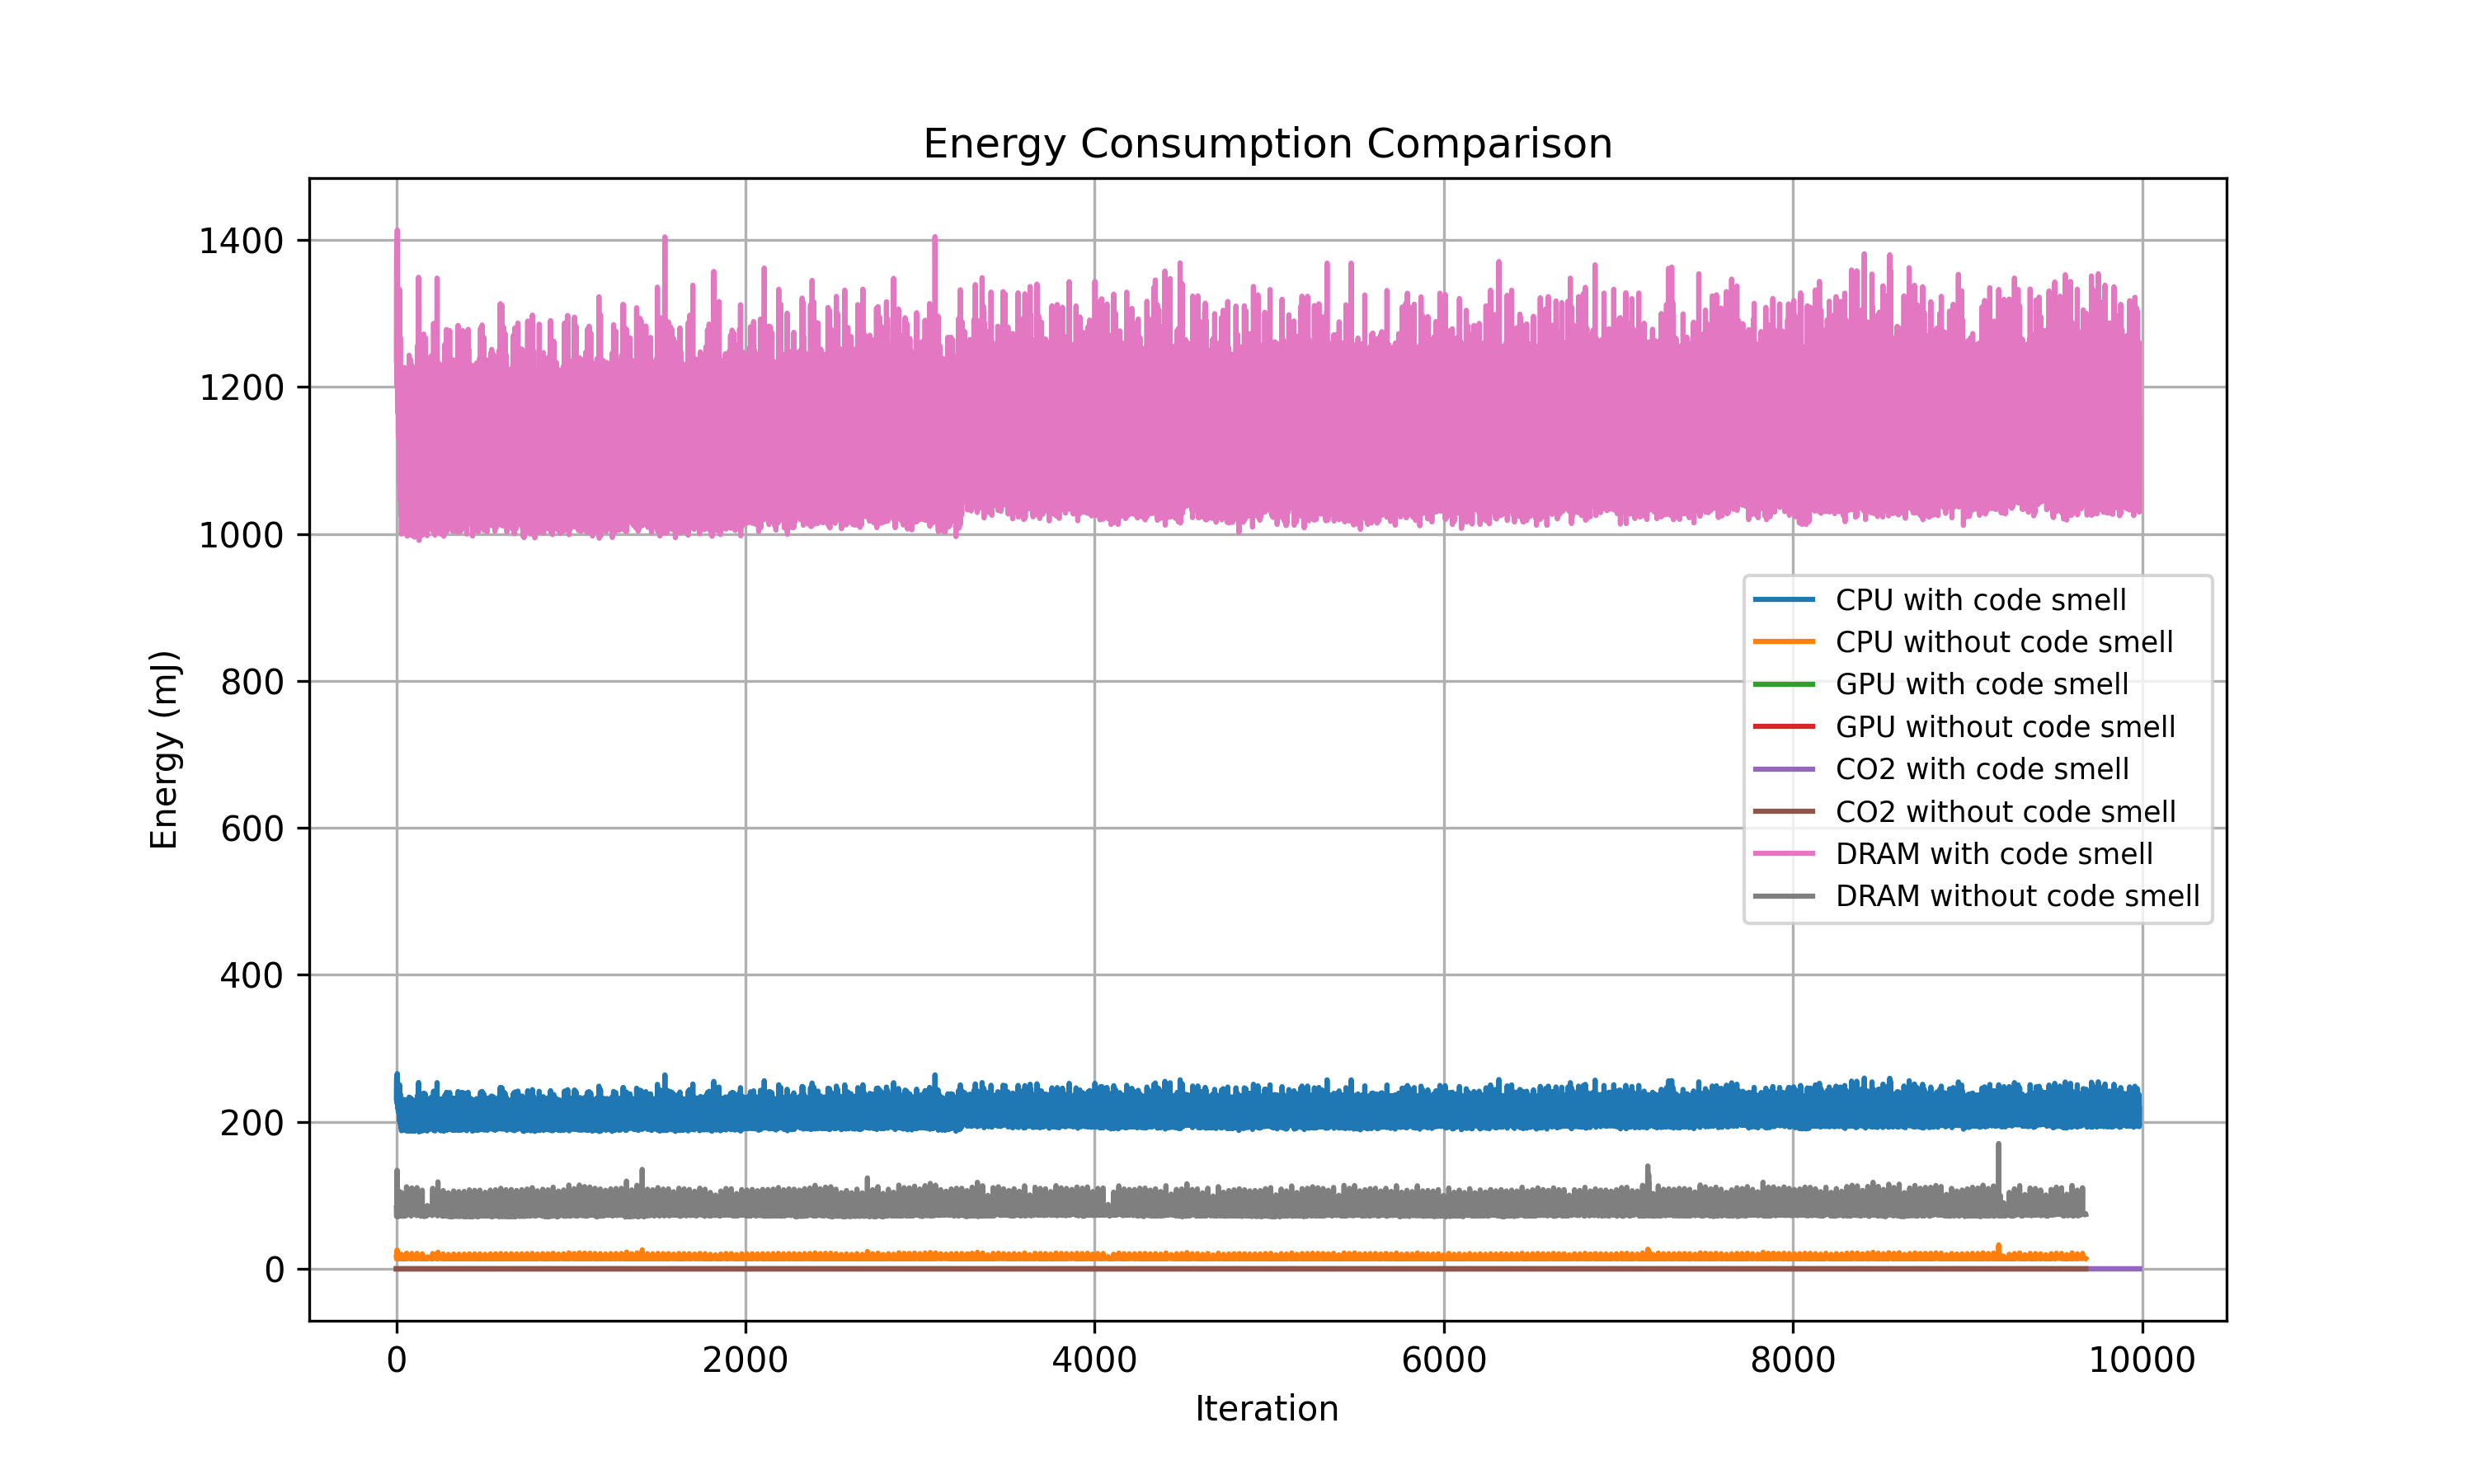 Energy Consumption Comparison
1400
1200
1000
800
600
400
200
0
Energy (mJ)
CPU with code smell
CPU without code smell
GPU with code smell
GPU without code smell
CO2 with code smell
CO2 without code smell
DRAM with code smell
DRAM without code smell
0 2000 4000 6000 8000 10000
Iteration